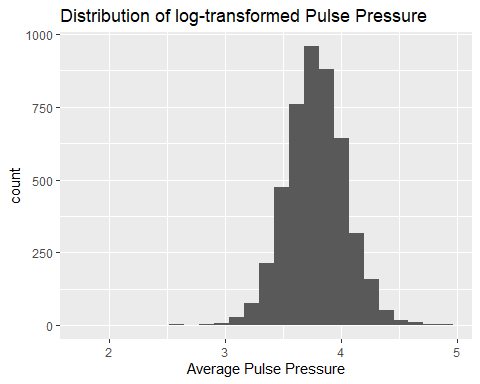 Distribution of log-transformed Pulse Pressure
1000
750
500
250
0
count
2 3 4 5
Average Pulse Pressure